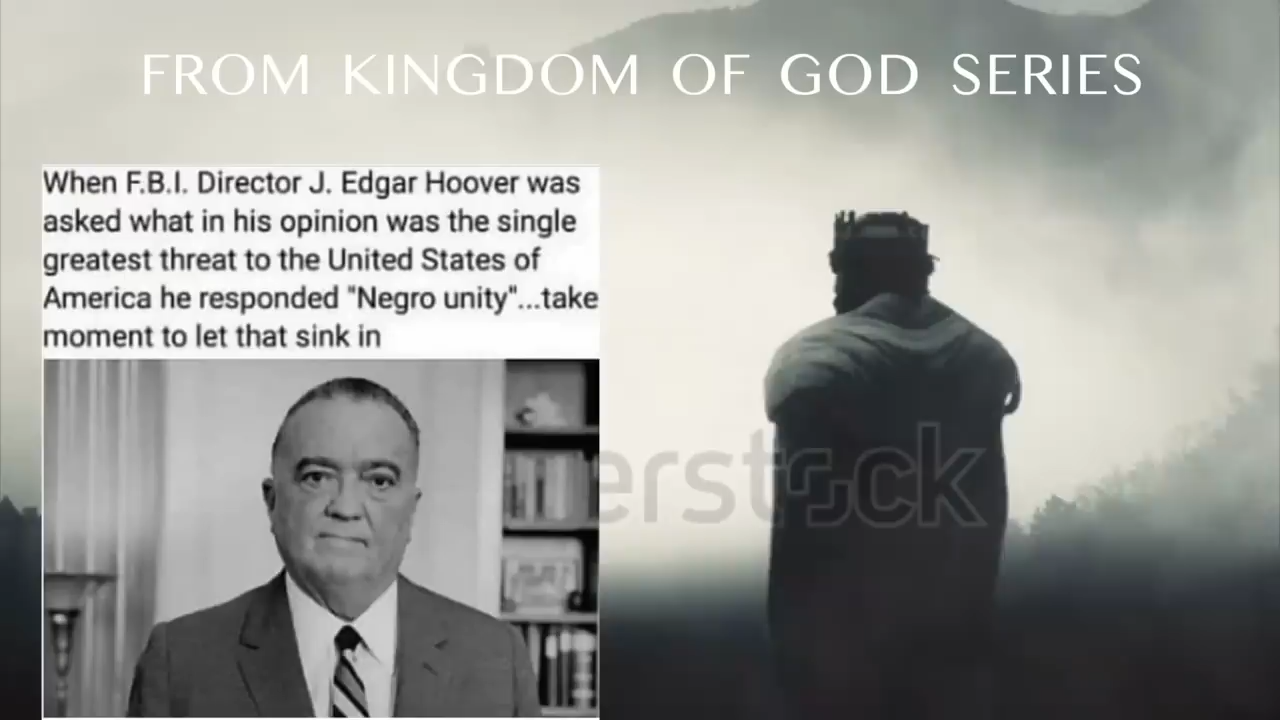 FROM KINGDOM OF GOD SERIES
When F.B.I. Director J. Edgar Hoover was
asked what in his opinion was the single
greatest threat to the United States of
America he responded "Negro unity"...take
moment to let that sink in
erstock